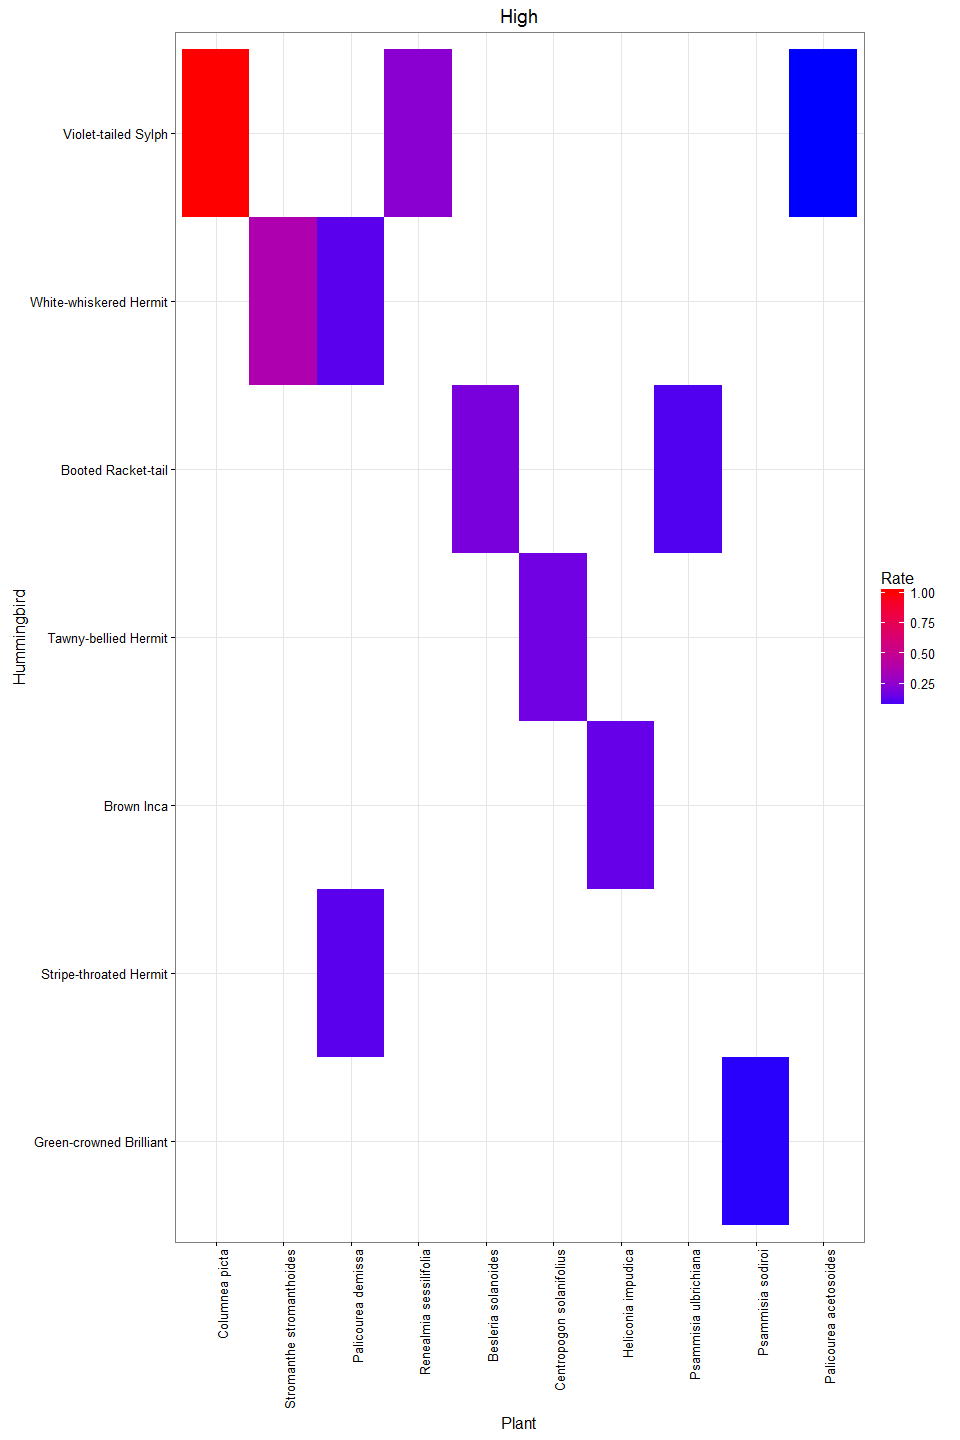 High
Hummingbird
Violet-tailed Sylph
White-whiskered Hermit
Booted Racket-tail
Tawny-bellied Hermit
Brown Inca
Stripe-throated Hermit
Green-crowned Brilliant
Rate
1.00
0.75
0.50
0.25
Columnea picta
Stromanthe stromanthoides
Palicourea demissa
Renealmia sessilifolia
Besleria solanoides
Centropogon solanifolius
Heliconia impudica
Psammisia ulbrichiana
Psammisia sodiroi
Palicourea acetosoides
Plant